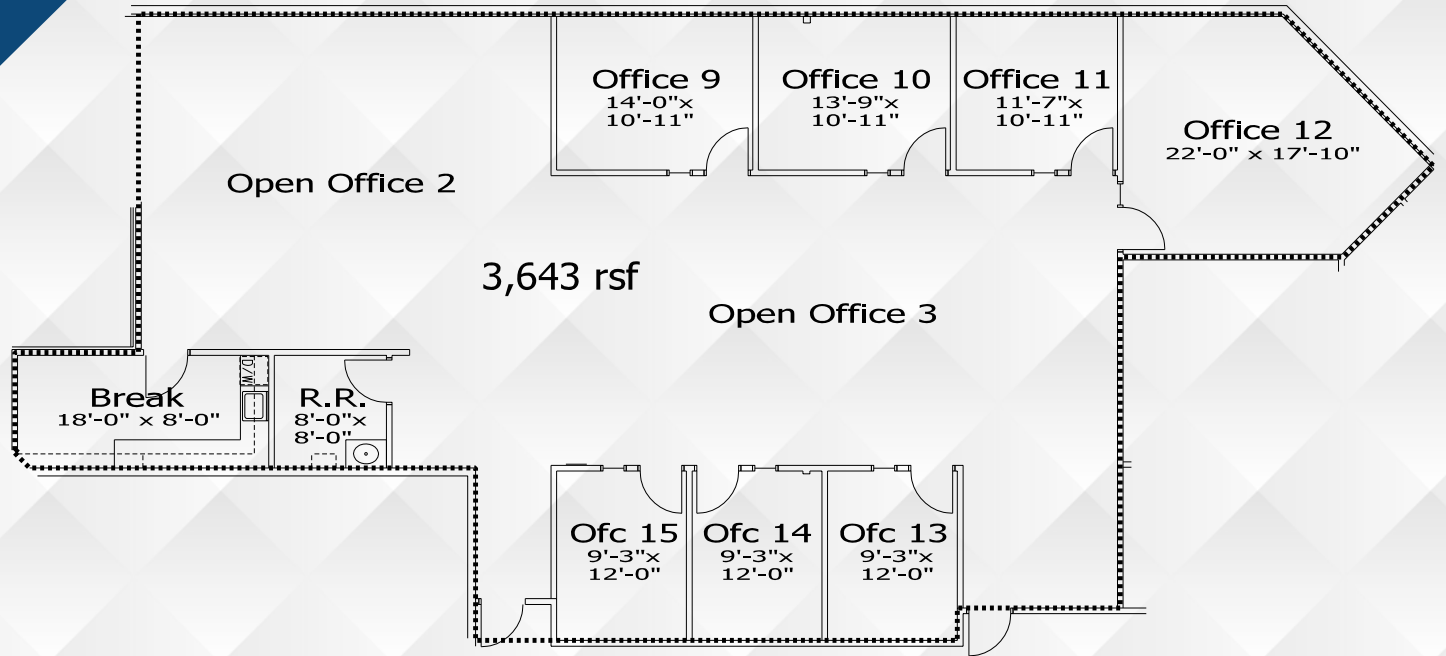 Office 9
14'-0"x
10'-11"
Office 10
13'-9"x
10'-11"
Office 11
11'-7"x
10'-11"
Office 12
22'-0" x 17'-10"
Open Office 2
3,643 rsf
Open Office 3
D/W
Break
18'-0" x 8'-0"
R.R.
8'-0"x
8'-0"
Ofc 15
9'-3"x
12'-0"
Ofc 14
9'-3"x
12'-0"
Ofc 13
9'-3"x
12'-0"